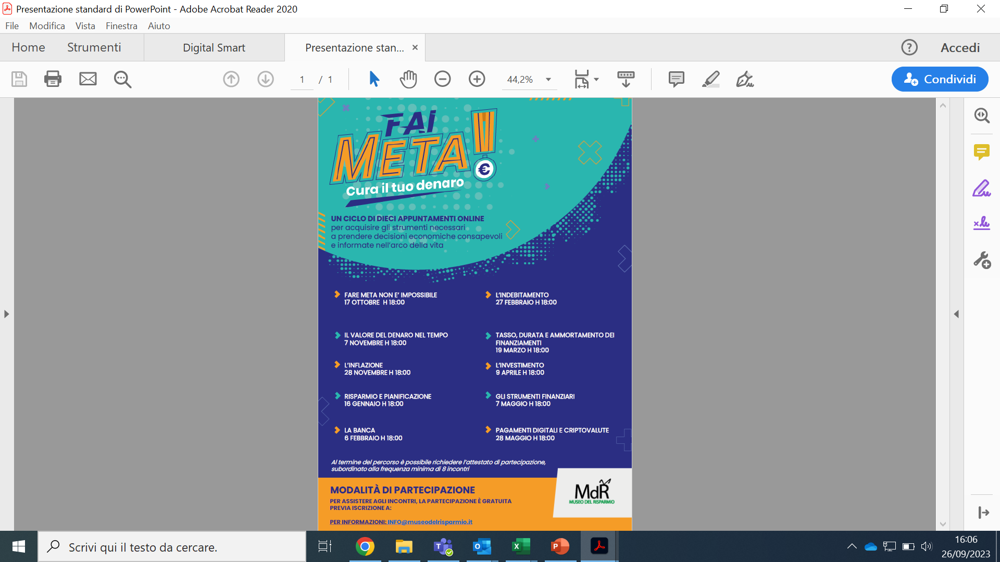 Presentazione standard di PowerPoint - Adobe Acrobat Reader 2020
File Modifica Vista Finestra Aiuto
Home Strumenti Digital Smart Presentazione stan... × Accedi
1 / 1 44,2% Condividi
FAI
META!
€
Cura il tuo denaro
UN CICLO DI DIECI APPUNTAMENTI ONLINE
per acquisire gli strumenti necessari
a prendere decisioni economiche consapevoli
e informate nell'arco della vita
FARE META NON E' IMPOSSIBILE
17 OTTOBRE H 18:00
IL VALORE DEL DENARO NEL TEMPO
7 NOVEMBRE H 18:00
L'INFLAZIONE
28 NOVEMBRE H 18:00
RISPARMIO E PIANIFICAZIONE
16 GENNAIO H 18:00
LA BANCA
6 FEBBRAIO H 18:00
L'INDEBITAMENTO
27 FEBBRAIO H 18:00
TASSO, DURATA E AMMORTAMENTO DEI
FINANZIAMENTI
19 MARZO H 18:00
L'INVESTIMENTO
9 APRILE H 18:00
GLI STRUMENTI FINANZIARI
7 MAGGIO H 18:00
PAGAMENTI DIGITALI E CRIPTOVALUTE
28 MAGGIO H 18:00
Al termine del percorso è possibile richiedere l'attestato di partecipazione,
subordinato alla frequenza minima di 8 incontri
MODALITÀ DI PARTECIPAZIONE
PER ASSISTERE AGLI INCONTRI, LA PARTECIPAZIONE È GRATUITA
PREVIA ISCRIZIONE A:
PER INFORMAZIONI: INFO@museodelrisparmio.it
MdR
MUSEO DEL RISPARMIO
Scrivi qui il testo da cercare.
16:06
26/09/2023